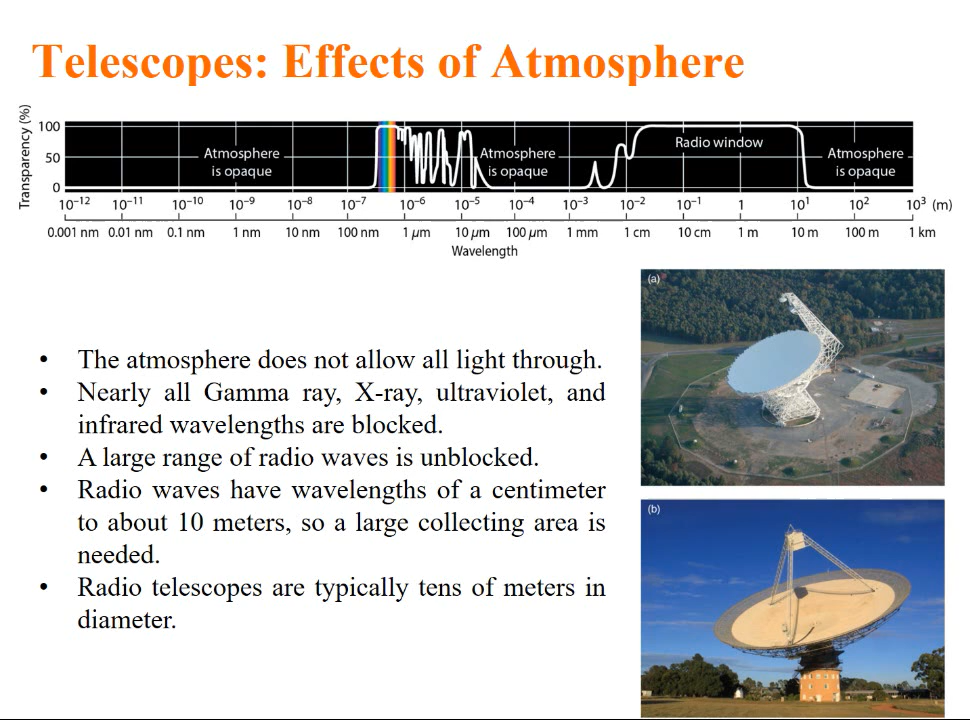 Telescopes: Effects of Atmosphere
Transparency (%)
100
50
0
Atmosphere
is opaque
Atmosphere
is opaque
Radio window
Atmosphere
is opaque
10⁻¹² 10⁻¹¹ 10⁻¹⁰ 10⁻⁹ 10⁻⁸ 10⁻⁷ 10⁻⁶ 10⁻⁵ 10⁻⁴ 10⁻³ 10⁻² 10⁻¹ 1 10¹ 10² 10³ (m)
0.001 nm 0.01 nm 0.1 nm 1 nm 10 nm 100 nm 1 μm 10 μm 100 μm 1 mm 1 cm 10 cm 1 m 10 m 100 m 1 km
Wavelength
(a)
• The atmosphere does not allow all light through.
• Nearly all Gamma ray, X-ray, ultraviolet, and
infrared wavelengths are blocked.
• A large range of radio waves is unblocked.
• Radio waves have wavelengths of a centimeter
to about 10 meters, so a large collecting area is
needed.
• Radio telescopes are typically tens of meters in
diameter.
(b)